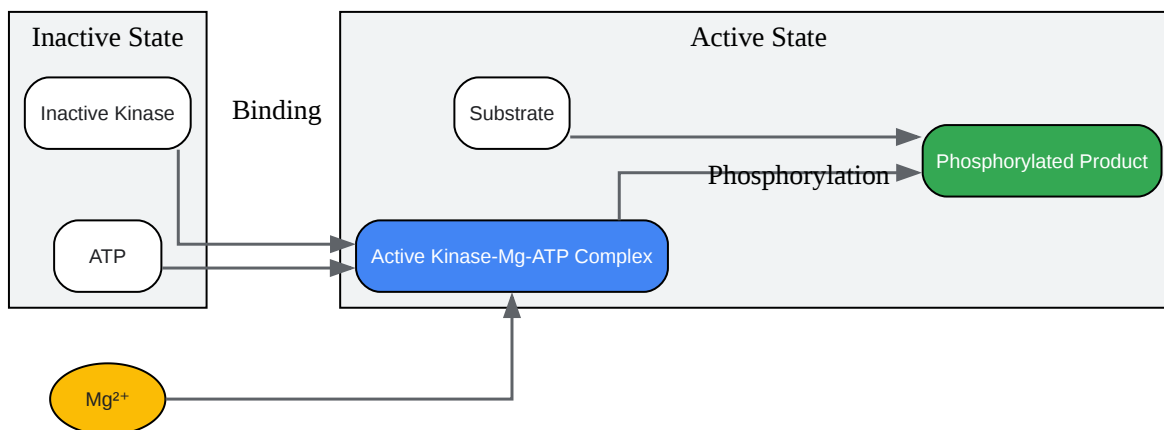 Inactive State
Active State
Inactive Kinase
Binding
Substrate
Phosphorylated Product
Phosphorylation
ATP
Active Kinase-Mg-ATP Complex
Mg²⁺